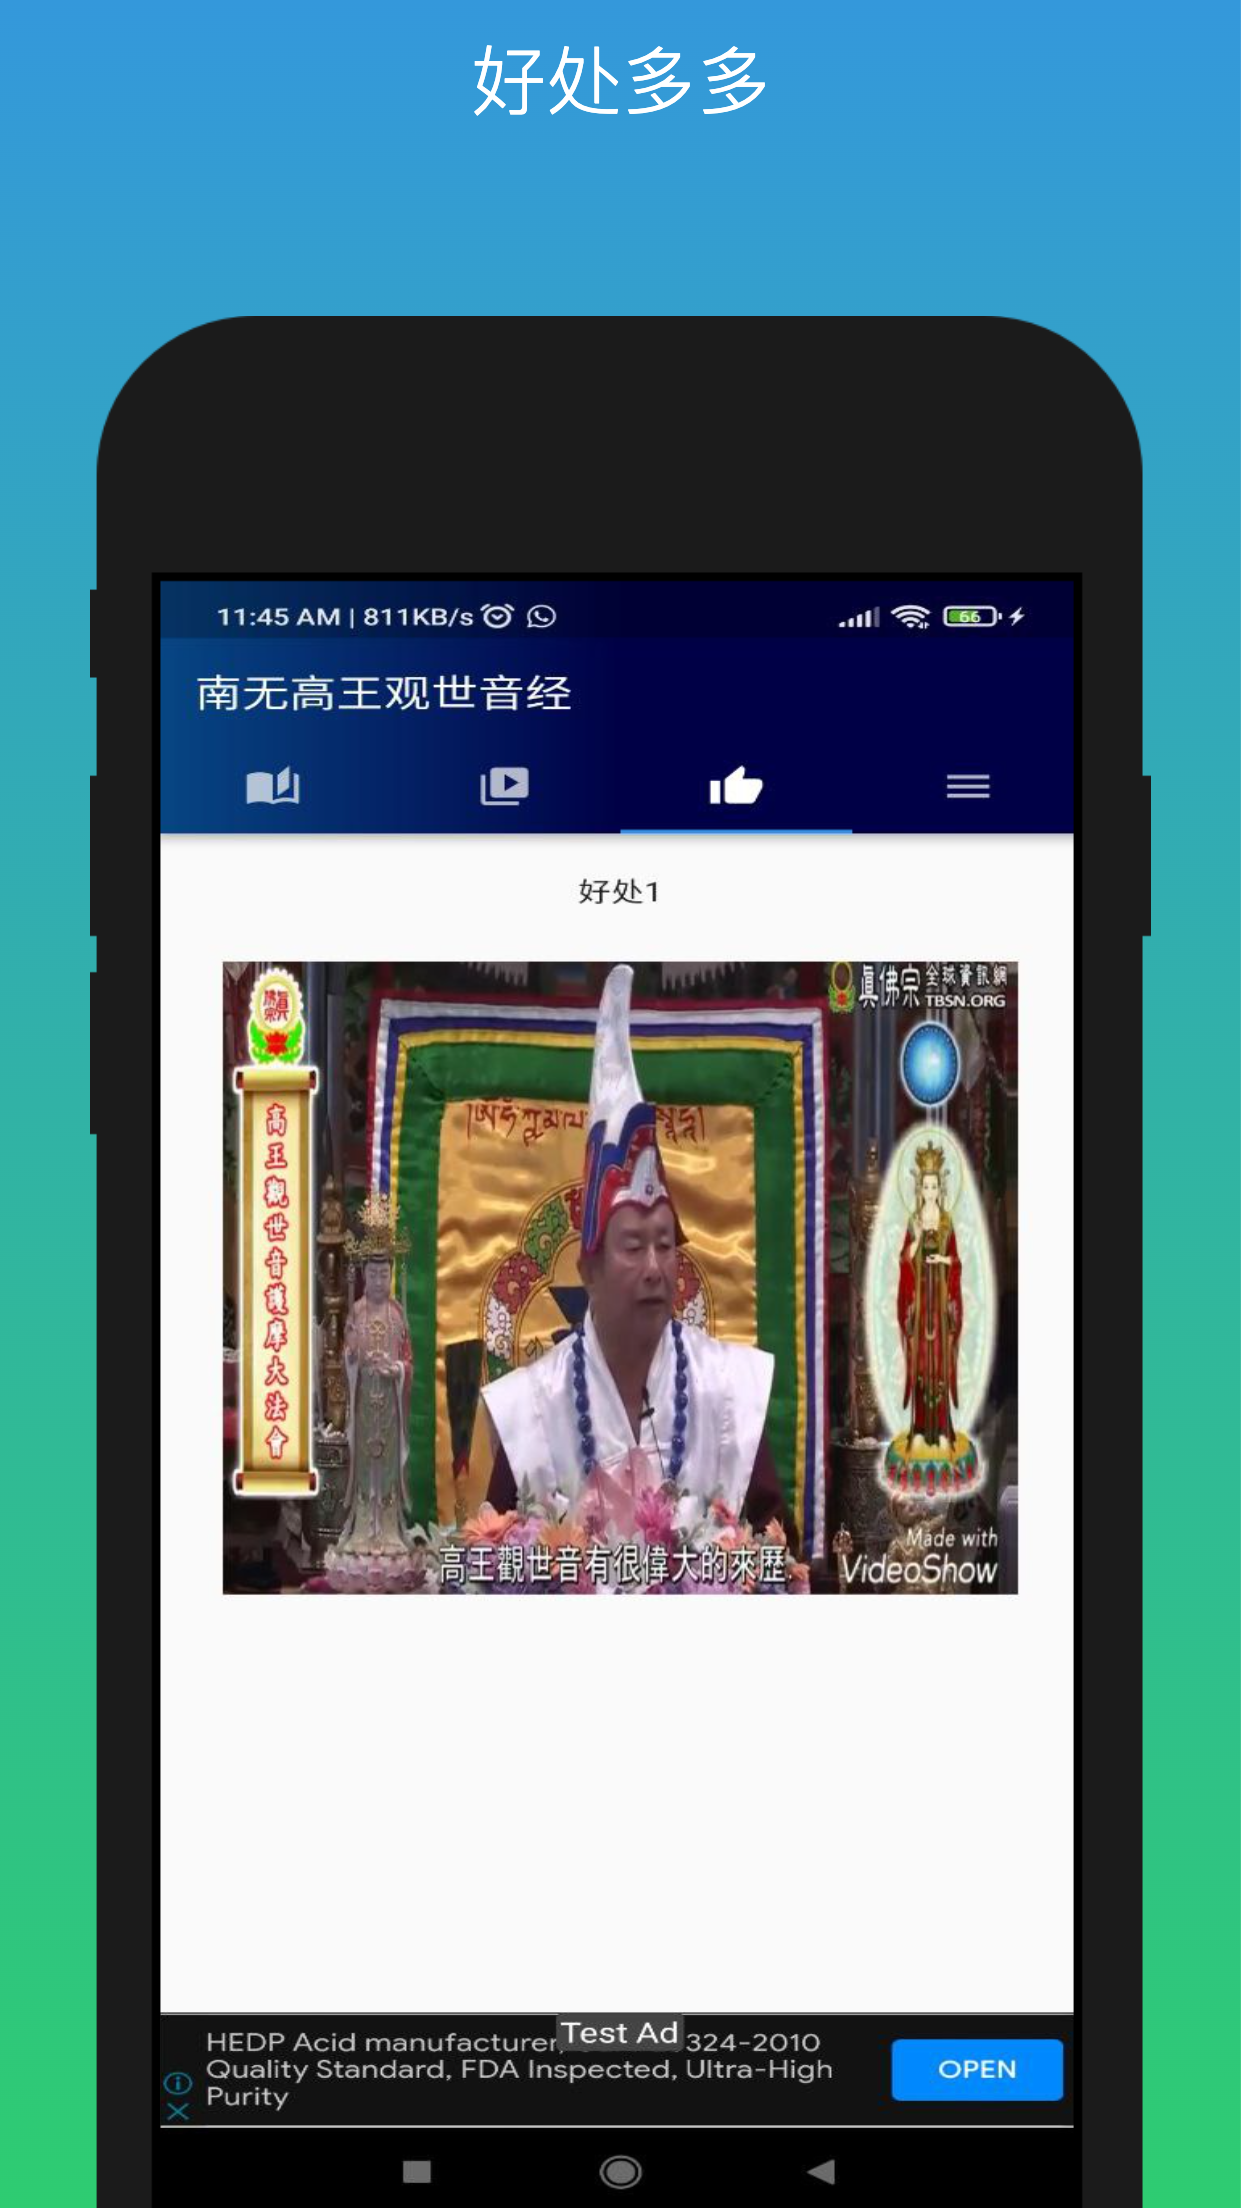 好处多多
11:45 AM | 811KB/s
66
南无高王观世音经
好处1
真佛宗
高王觀世音護摩大法會
眞佛宗 全球資訊網
TBSN.ORG
高王觀世音有很偉大的來歷.
Made with
VideoShow
Test Ad
HEDP Acid manufacturer, 324-2010
Quality Standard, FDA Inspected, Ultra-High
Purity
OPEN